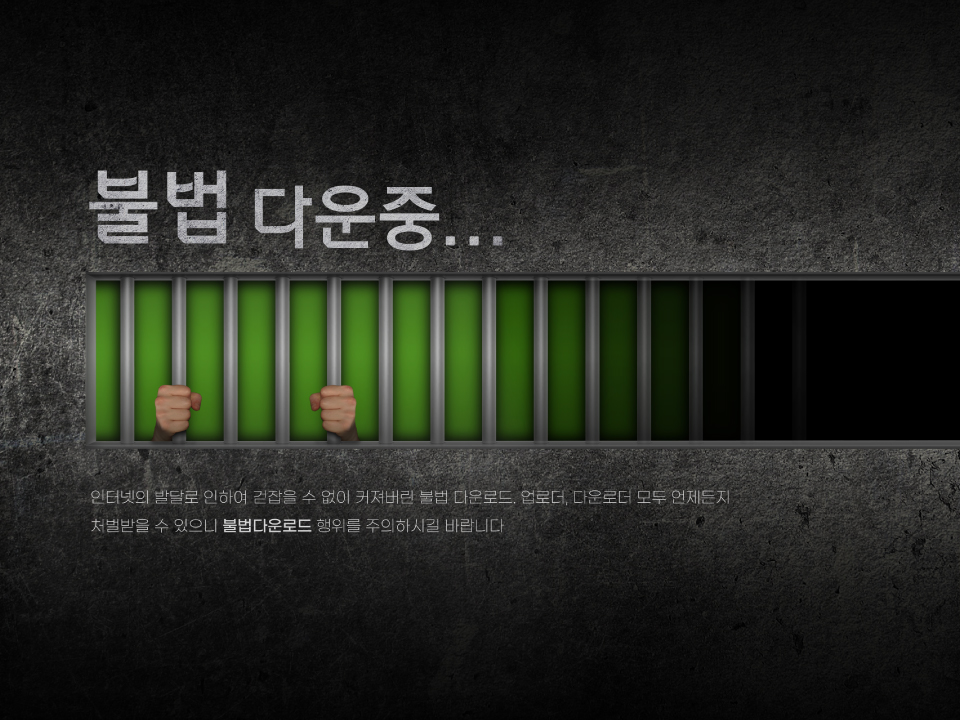 불법 다운중...
인터넷의 발달로 인하여 걷잡을 수 없이 커져버린 불법 다운로드. 업로더, 다운로더 모두 언제든지
처벌받을 수 있으니 불법다운로드 행위를 주의하시길 바랍니다